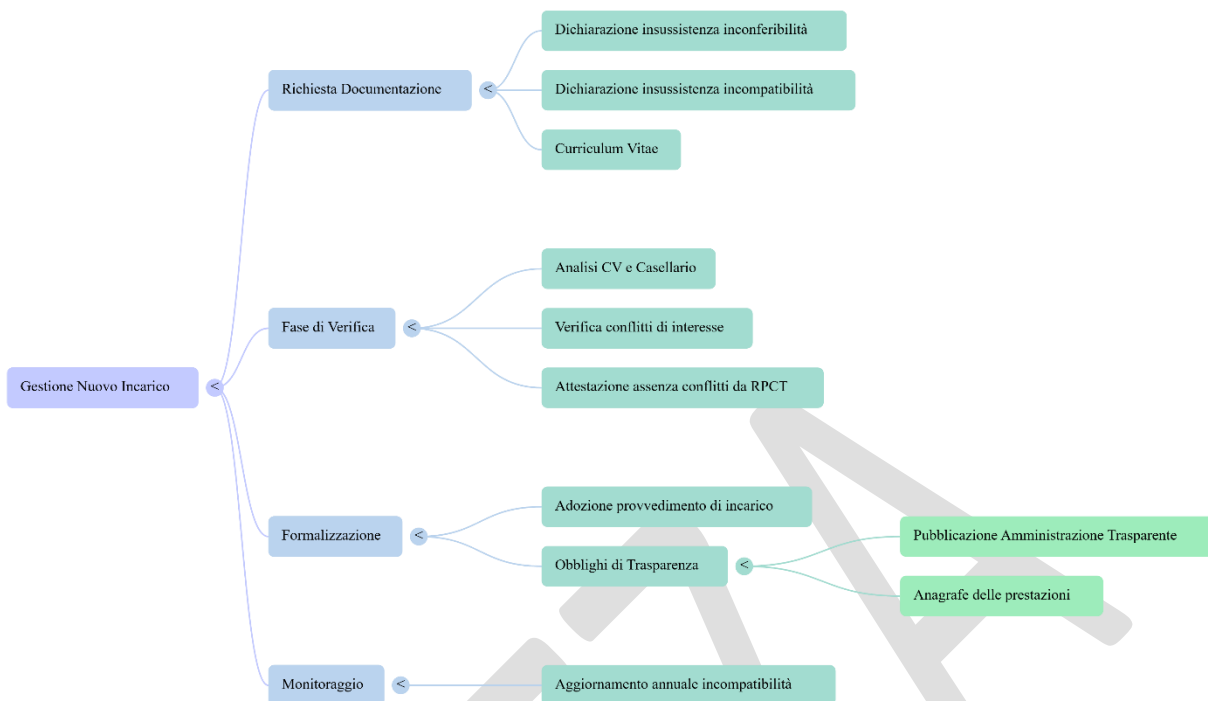 Gestione Nuovo Incarico
Richiesta Documentazione
Dichiarazione insussistenza inconferibilità
Dichiarazione insussistenza incompatibilità
Curriculum Vitae
Fase di Verifica
Analisi CV e Casellario
Verifica conflitti di interesse
Attestazione assenza conflitti da RPCT
Formalizzazione
Adozione provvedimento di incarico
Obblighi di Trasparenza
Pubblicazione Amministrazione Trasparente
Anagrafe delle prestazioni
Monitoraggio
Aggiornamento annuale incompatibilità